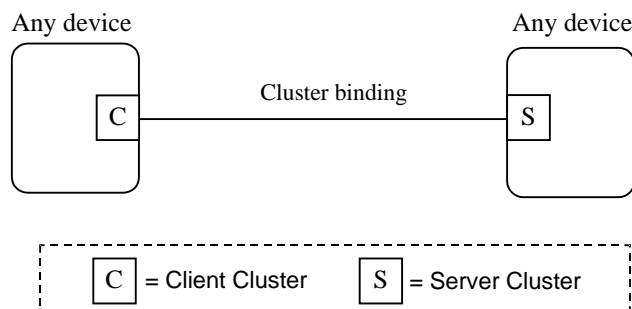 Any device
Any device
Cluster binding
C
S
C = Client Cluster
S = Server Cluster